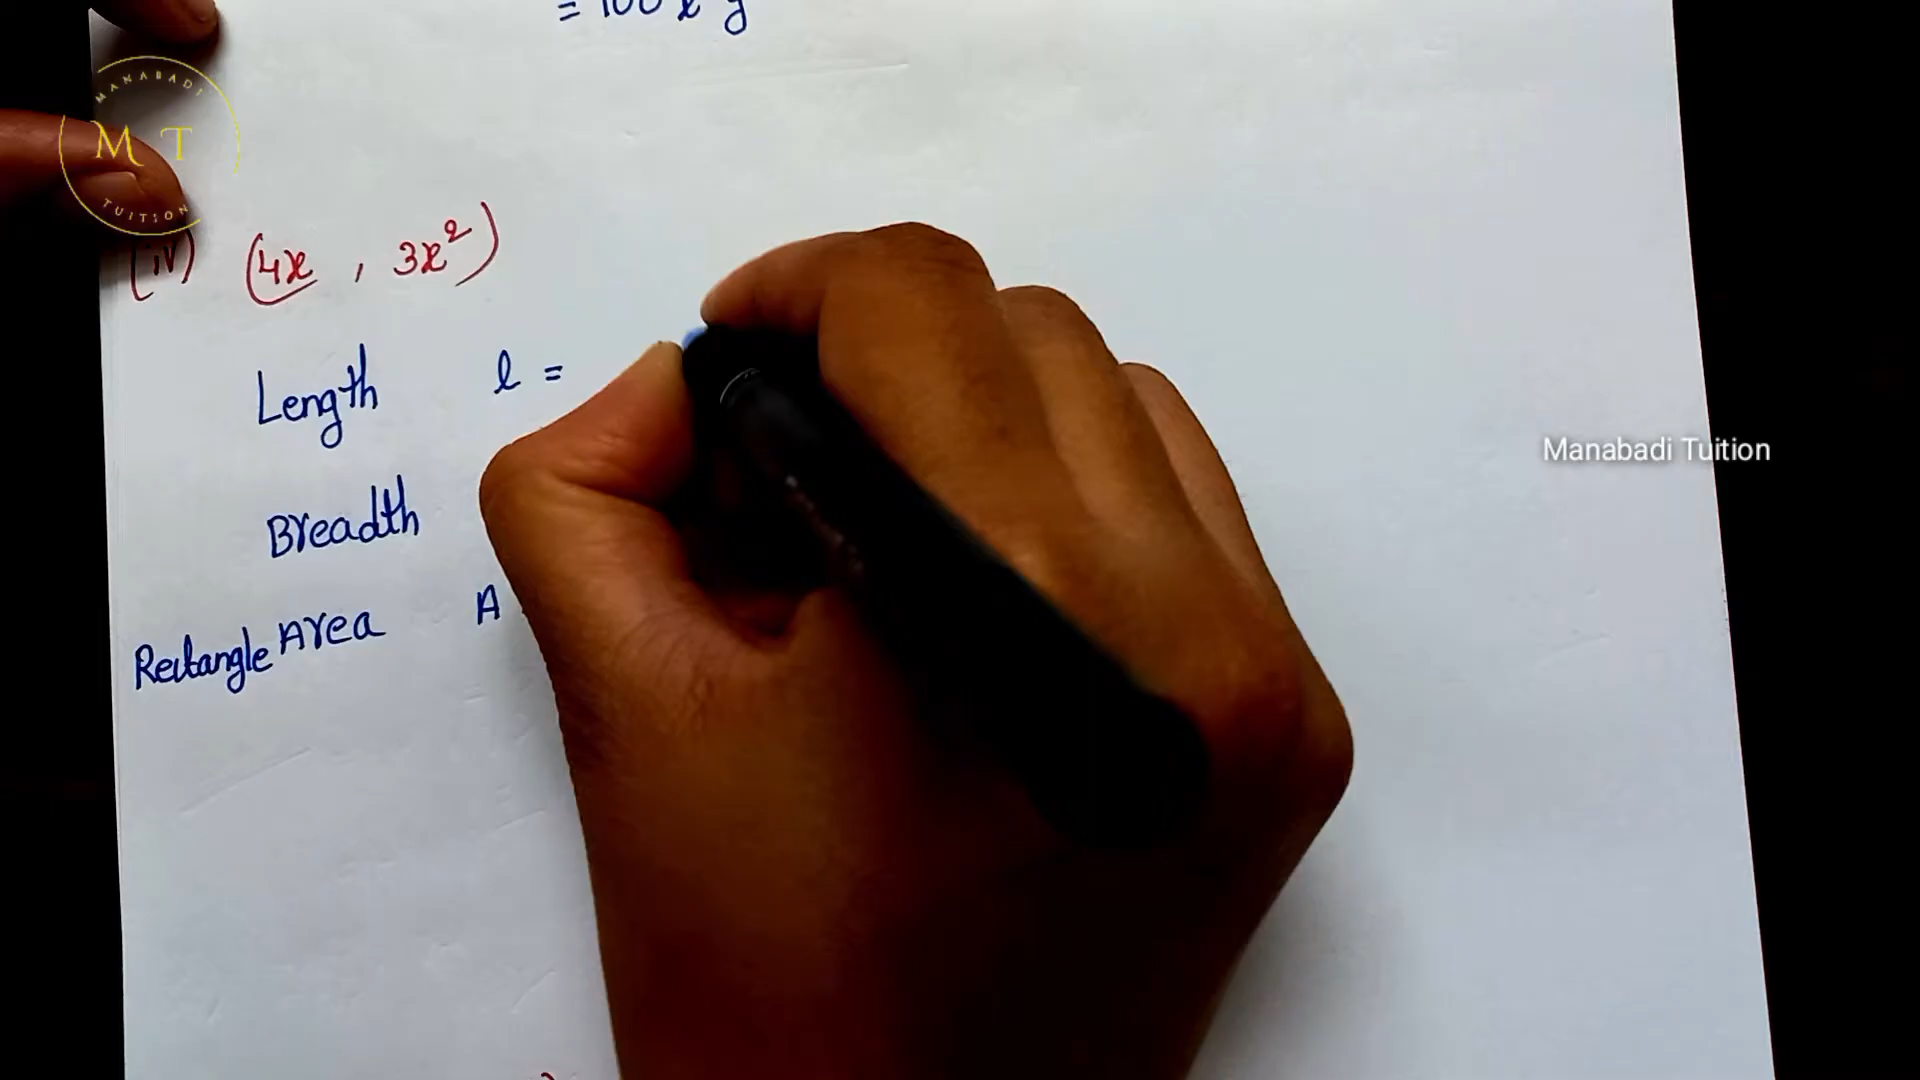 MANABADI
M T
TUITION
(iv) (4x , 3x²)
Length l =
Manabadi Tuition
Breadth
Rectangle Area A